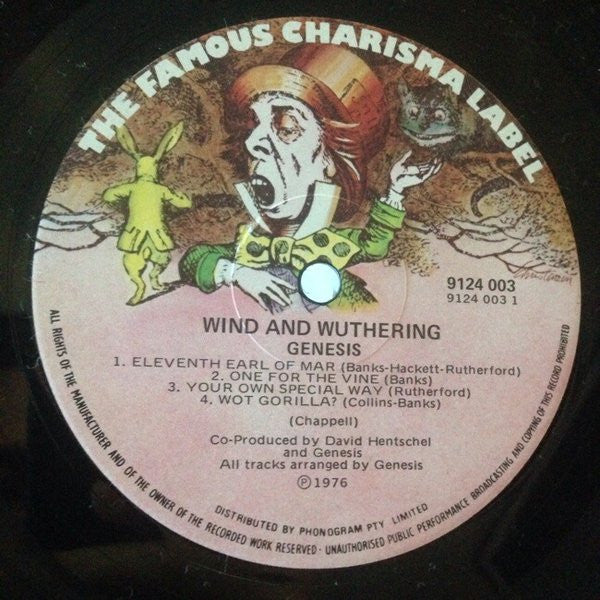 THE FAMOUS CHARISMA LABEL
9124 003
9124 003 1
WIND AND WUTHERING
GENESIS
1. ELEVENTH EARL OF MAR (Banks-Hackett-Rutherford)
2. ONE FOR THE VINE (Banks)
3. YOUR OWN SPECIAL WAY (Rutherford)
4. WOT GORILLA? (Collins-Banks)
(Chappell)
Co-Produced by David Hentschel
and Genesis
All tracks arranged by Genesis
Ⓟ1976
DISTRIBUTED BY PHONOGRAM PTY LIMITED
ALL RIGHTS OF THE MANUFACTURER AND OF THE OWNER OF THE RECORDED WORK RESERVED · UNAUTHORISED PUBLIC PERFORMANCE BROADCASTING AND COPYING OF THIS RECORD PROHIBITED